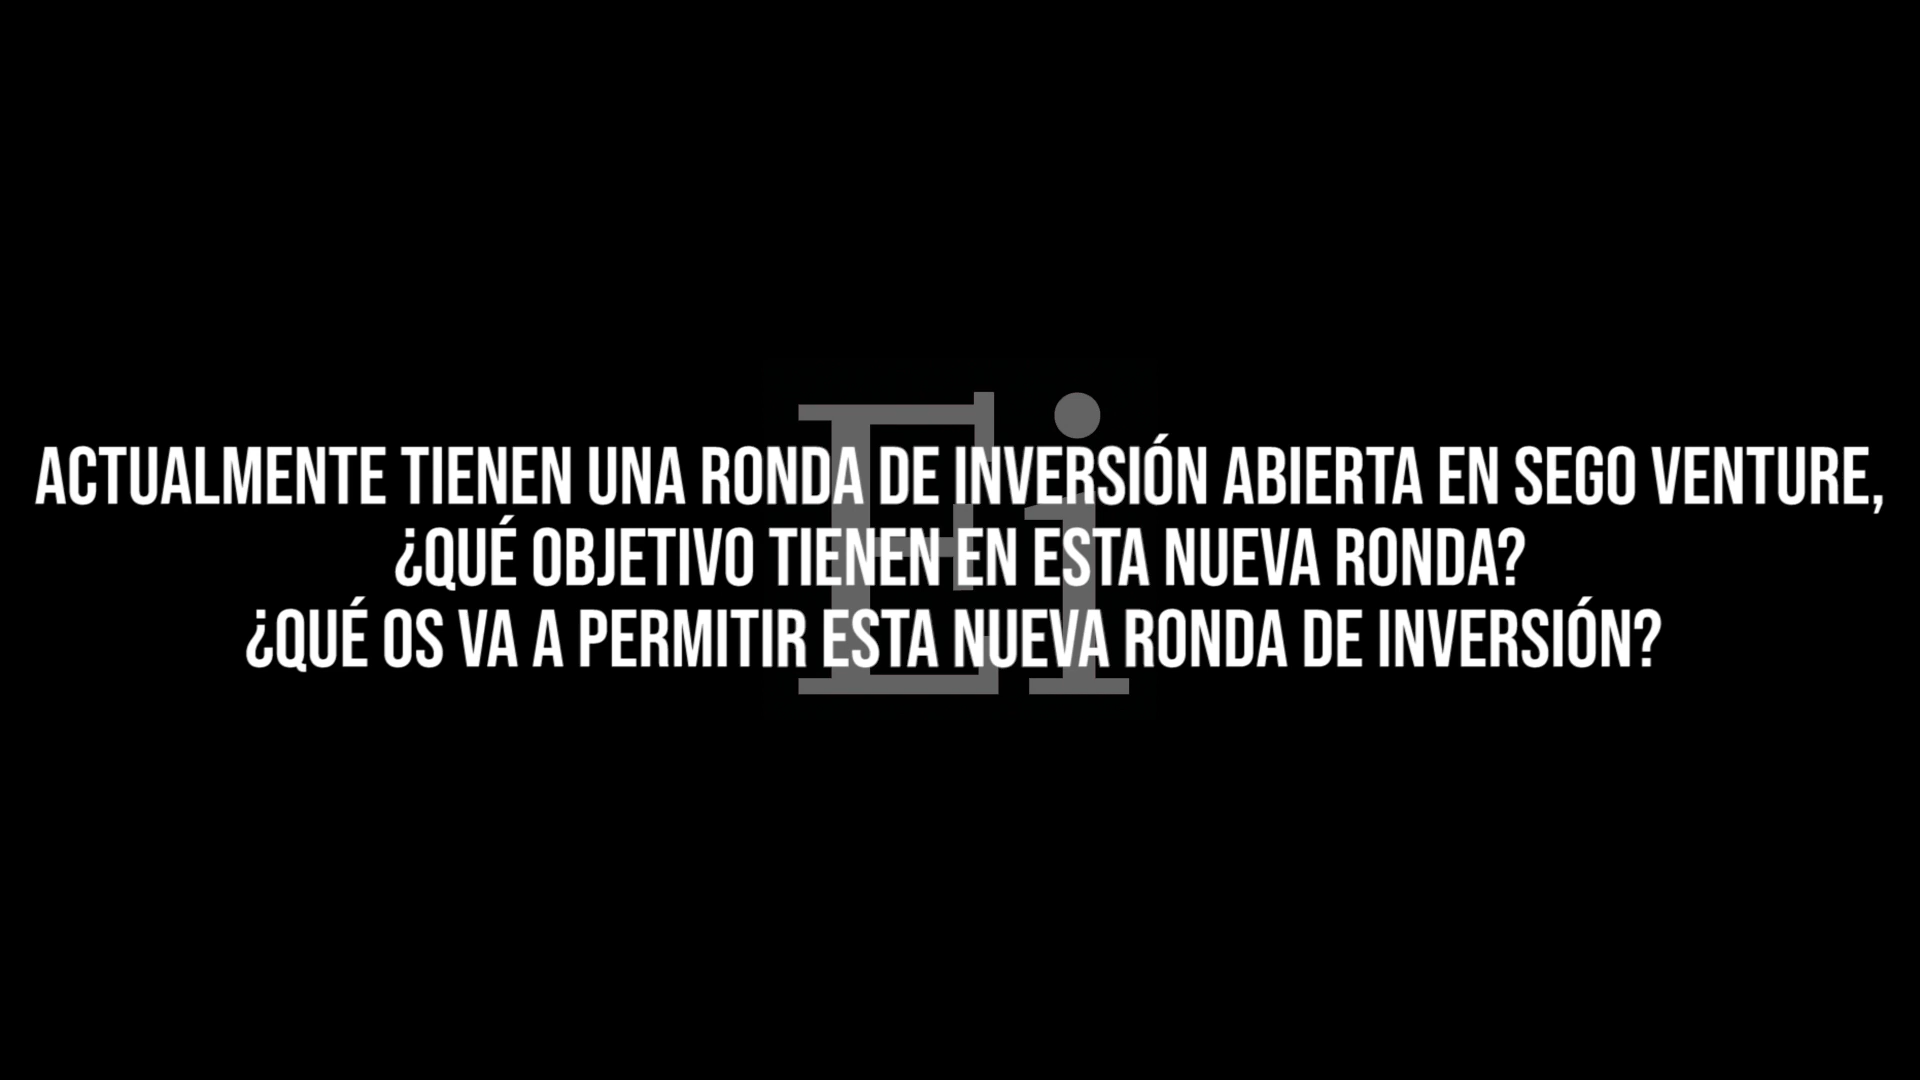 ACTUALMENTE TIENEN UNA RONDA DE INVERSIÓN ABIERTA EN SEGO VENTURE,
¿QUÉ OBJETIVO TIENEN EN ESTA NUEVA RONDA?
¿QUÉ OS VA A PERMITIR ESTA NUEVA RONDA DE INVERSIÓN?
Ei